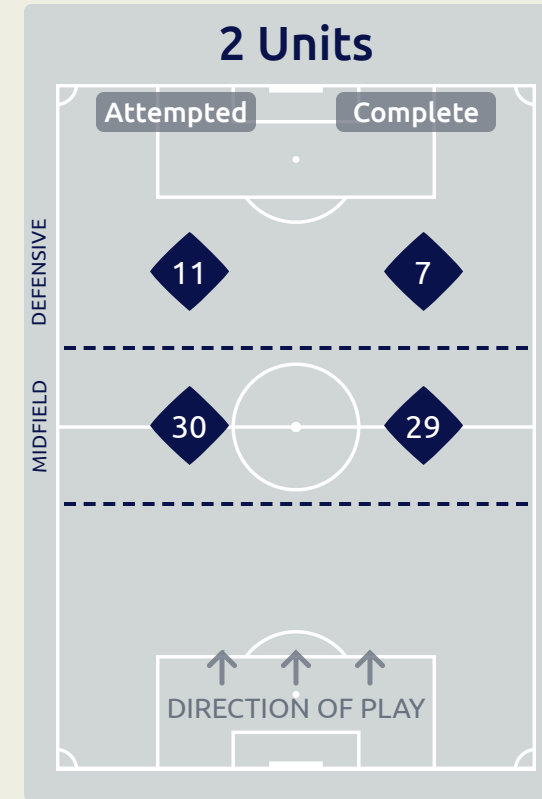 2 Units
Attempted Complete
DEFENSIVE
11 7
MIDFIELD
30 29
DIRECTION OF PLAY